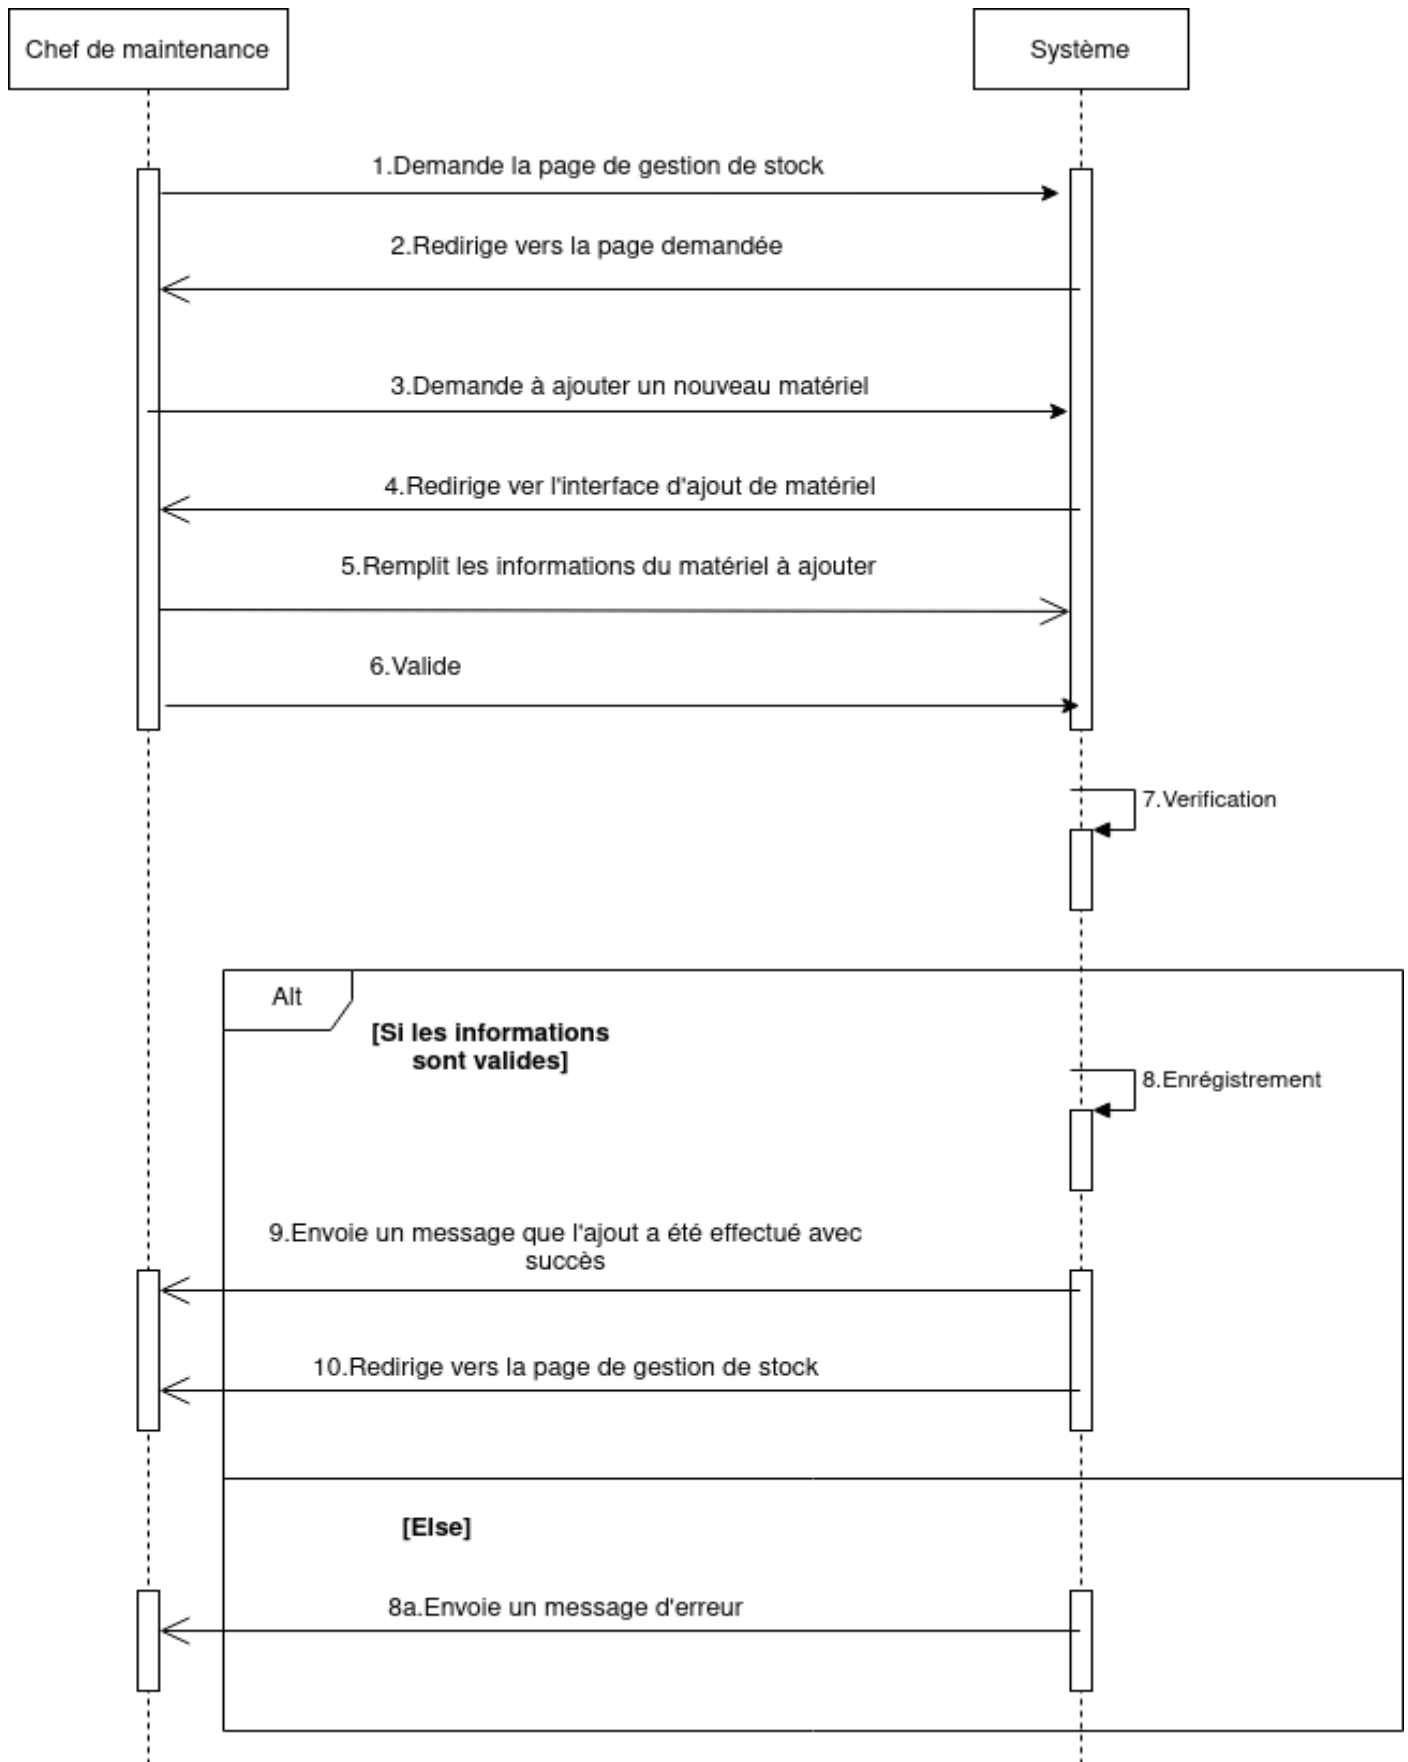 Chef de maintenance
Système
1.Demande la page de gestion de stock
2.Redirige vers la page demandée
3.Demande à ajouter un nouveau matériel
4.Redirige ver l'interface d'ajout de matériel
5.Remplit les informations du matériel à ajouter
6.Valide
7.Verification
Alt
[Si les informations
sont valides]
8.Enrégistrement
9.Envoie un message que l'ajout a été effectué avec
succès
10.Redirige vers la page de gestion de stock
[Else]
8a.Envoie un message d'erreur